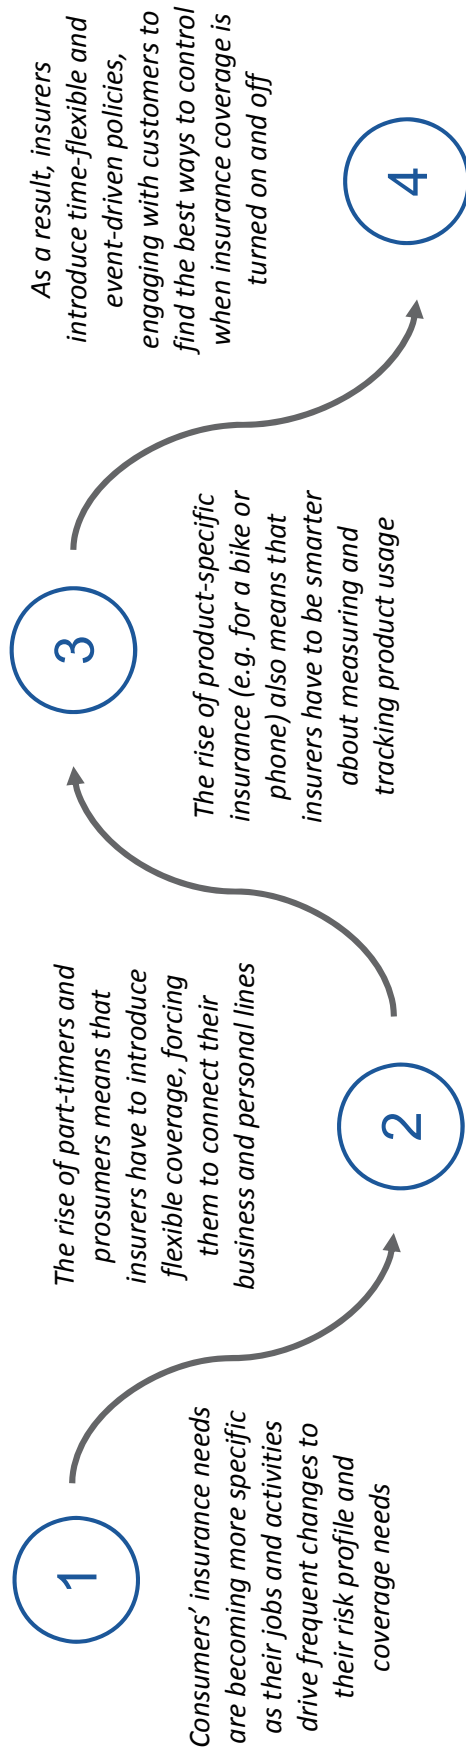 1
Consumers’ insurance needs
are becoming more specific
as their jobs and activities
drive frequent changes to
their risk profile and
coverage needs
2
The rise of part-timers and
prosumers means that
insurers have to introduce
flexible coverage, forcing
them to connect their
business and personal lines
3
The rise of product-specific
insurance (e.g. for a bike or
phone) also means that
insurers have to be smarter
about measuring and
tracking product usage
4
As a result, insurers
introduce time-flexible and
event-driven policies,
engaging with customers to
find the best ways to control
when insurance coverage is
turned on and off